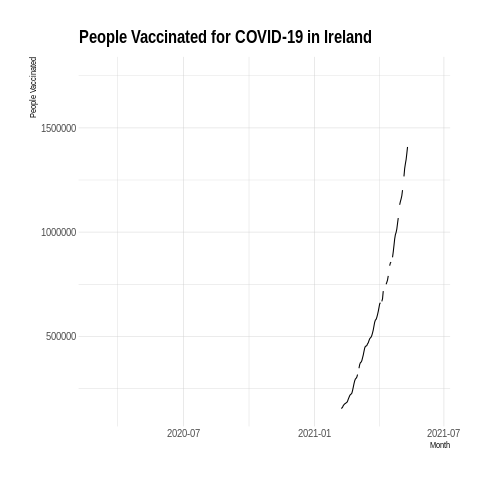 People Vaccinated for COVID-19 in Ireland
People Vaccinated
1500000
1000000
500000
2020-07
2021-01
2021-07
Month